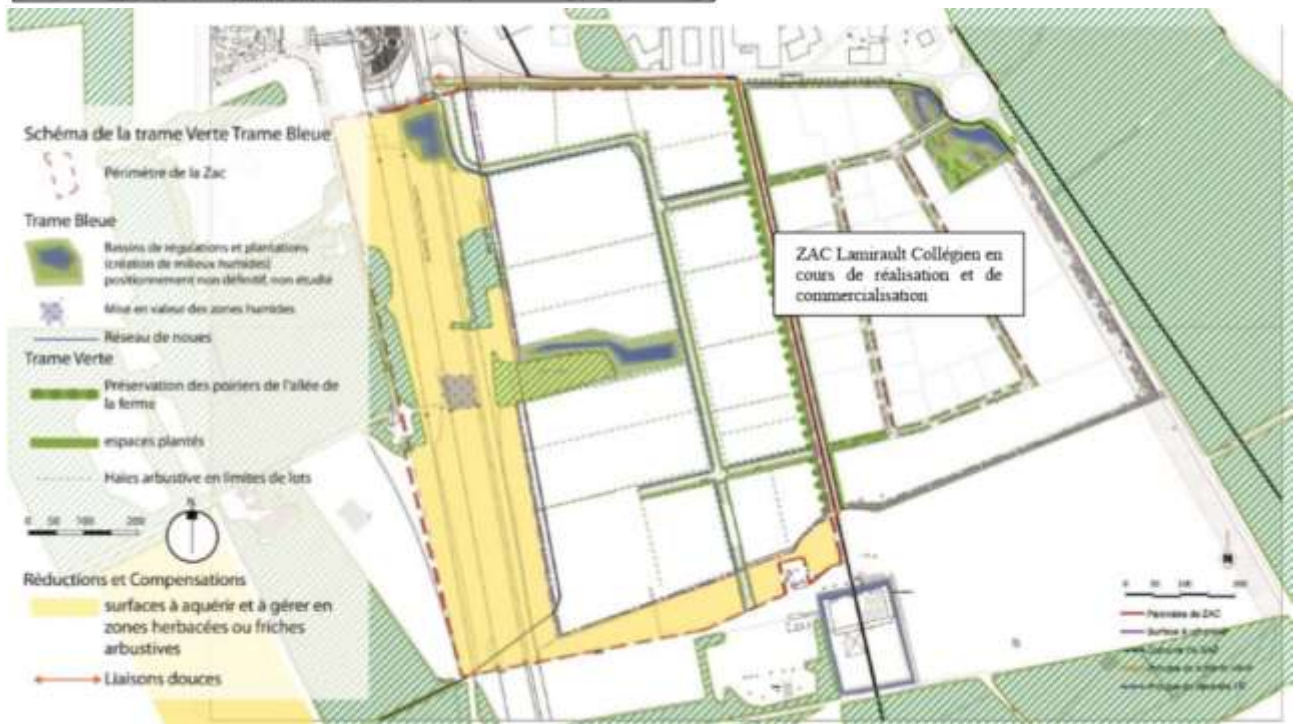 Schéma de la trame Verte Trame Bleue
Périmètre de la Zac
Trame Bleue
Bassins de régulations et plantations
(création de milieux humides)
positionnement non définitif, non étudié
Mise en valeur des zones humides
Réseau de noues
Trame Verte
Préservation des poiriers de l'allée de
la ferme
espaces plantés
Haies arbustive en limites de lots
0 50 100 200
N
Réductions et Compensations
surfaces à aquérir et à gérer en
zones herbacées ou friches
arbustives
Liaisons douces
ZAC Lamirault Collégien en
cours de réalisation et de
commercialisation
N
Périmètre de ZAC